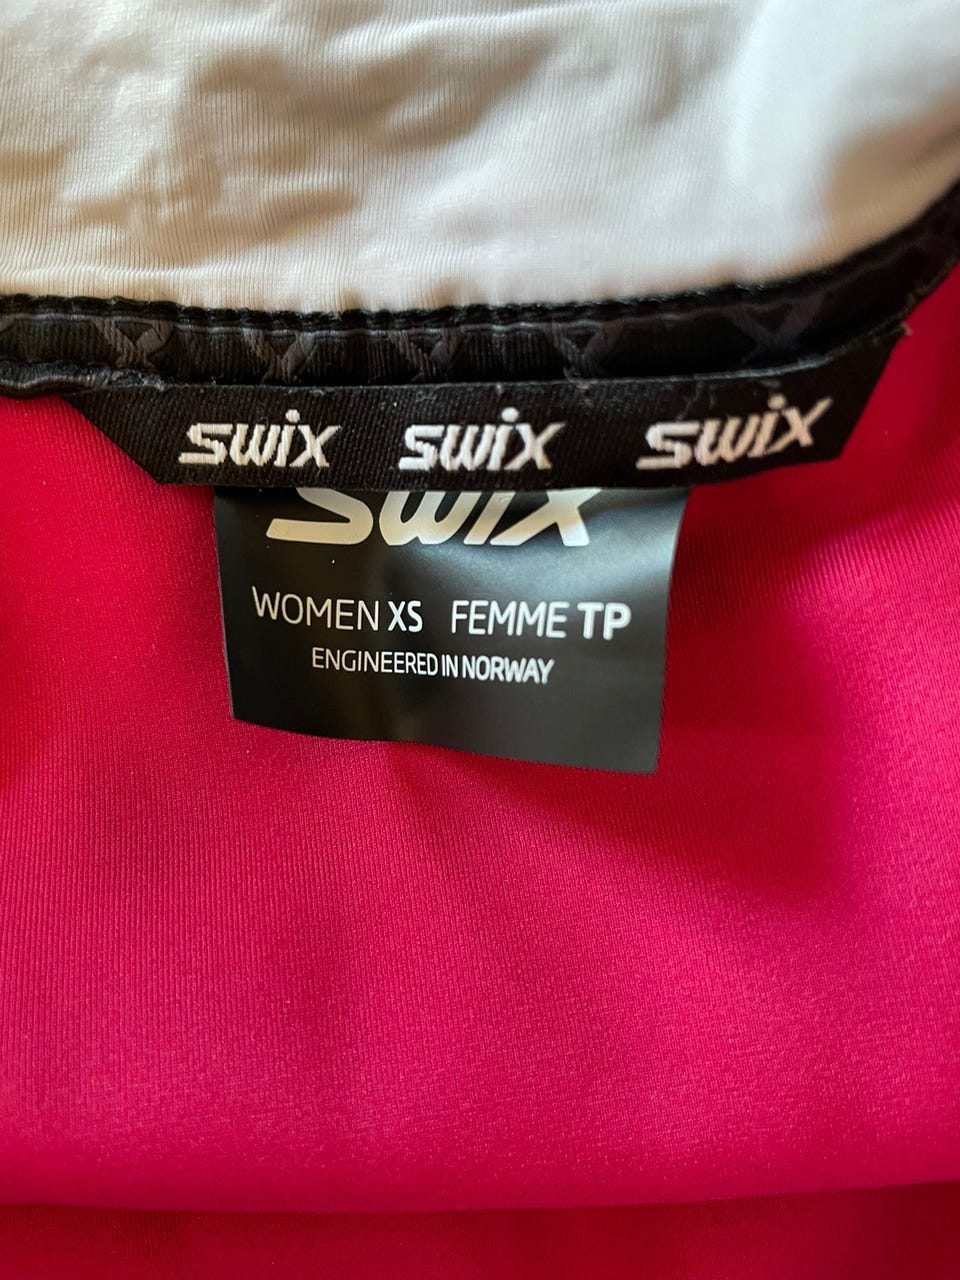 swix swix swix
swix
WOMEN XS FEMME TP
ENGINEERED IN NORWAY